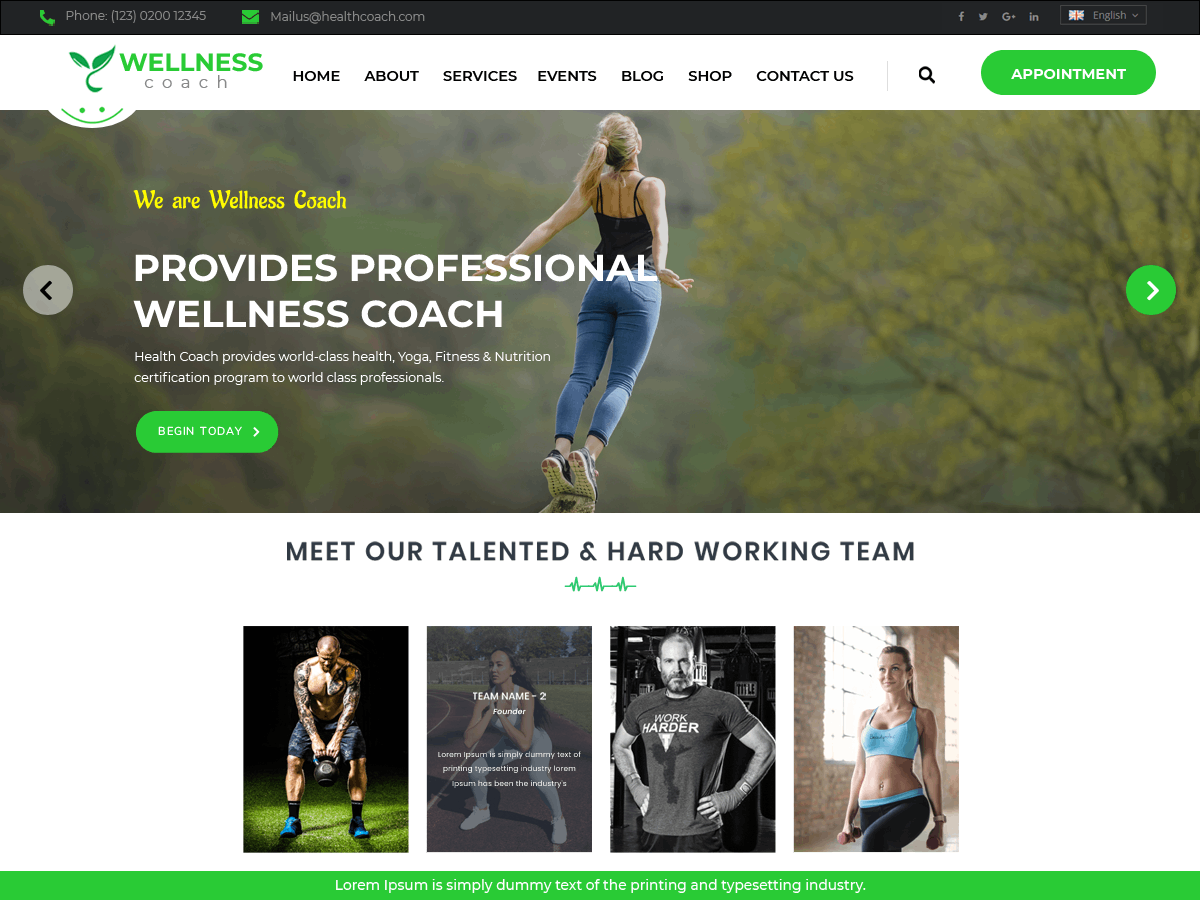 Phone: (123) 0200 12345
Mailus@healthcoach.com
English
WELLNESS
coach
HOME
ABOUT
SERVICES
EVENTS
BLOG
SHOP
CONTACT US
APPOINTMENT
We are Wellness Coach
PROVIDES PROFESSIONAL
WELLNESS COACH
Health Coach provides world-class health, Yoga, Fitness & Nutrition
certification program to world class professionals.
BEGIN TODAY
MEET OUR TALENTED & HARD WORKING TEAM
TEAM NAME - 2
Founder
Lorem Ipsum is simply dummy text of
printing typesetting industry lorem
Ipsum has been the industry's
TITLE
TITLE
WORK
HARDER
Lorem Ipsum is simply dummy text of the printing and typesetting industry.